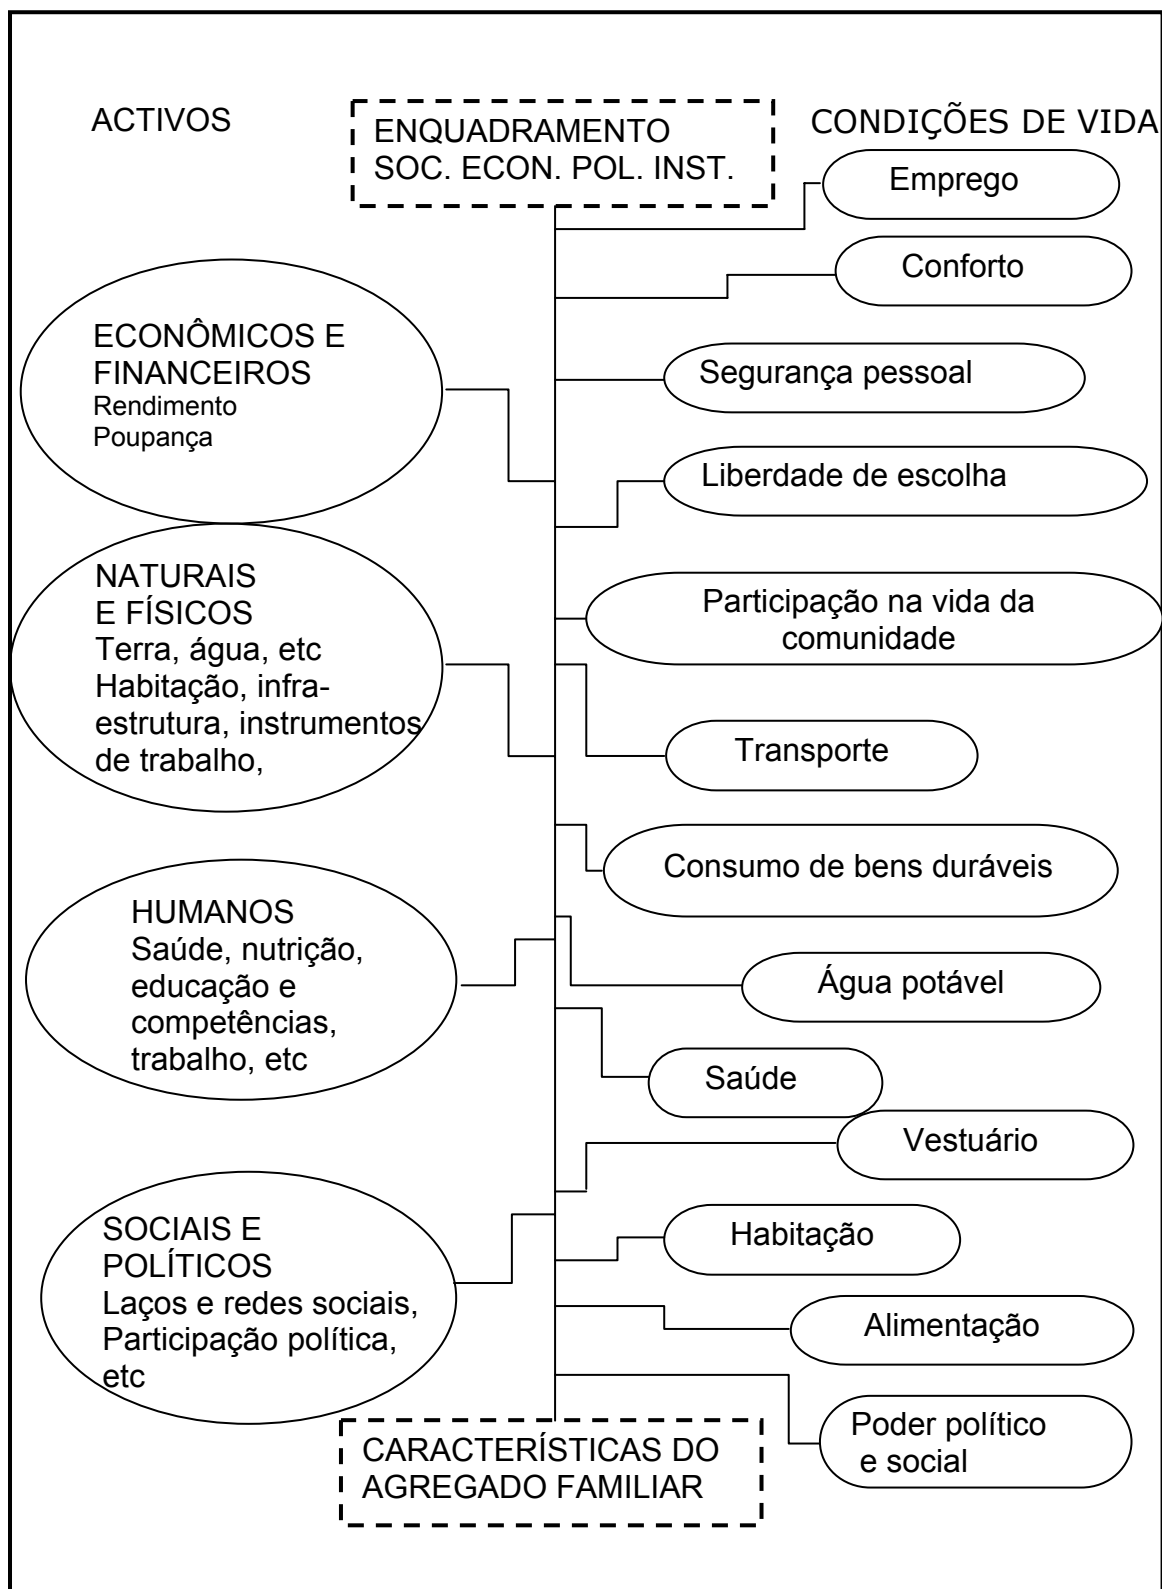 ACTIVOS
ENQUADRAMENTO
SOC. ECON. POL. INST.
CONDIÇÕES DE VIDA
Emprego
Conforto
ECONÔMICOS E
FINANCEIROS
Rendimento
Poupança
Segurança pessoal
Liberdade de escolha
NATURAIS
E FÍSICOS
Terra, água, etc
Habitação, infra-
estrutura, instrumentos
de trabalho,
Participação na vida da
comunidade
Transporte
Consumo de bens duráveis
HUMANOS
Saúde, nutrição,
educação e
competências,
trabalho, etc
Água potável
Saúde
Vestuário
SOCIAIS E
POLÍTICOS
Laços e redes sociais,
Participação política,
etc
Habitação
Alimentação
Poder político
e social
CARACTERÍSTICAS DO
AGREGADO FAMILIAR